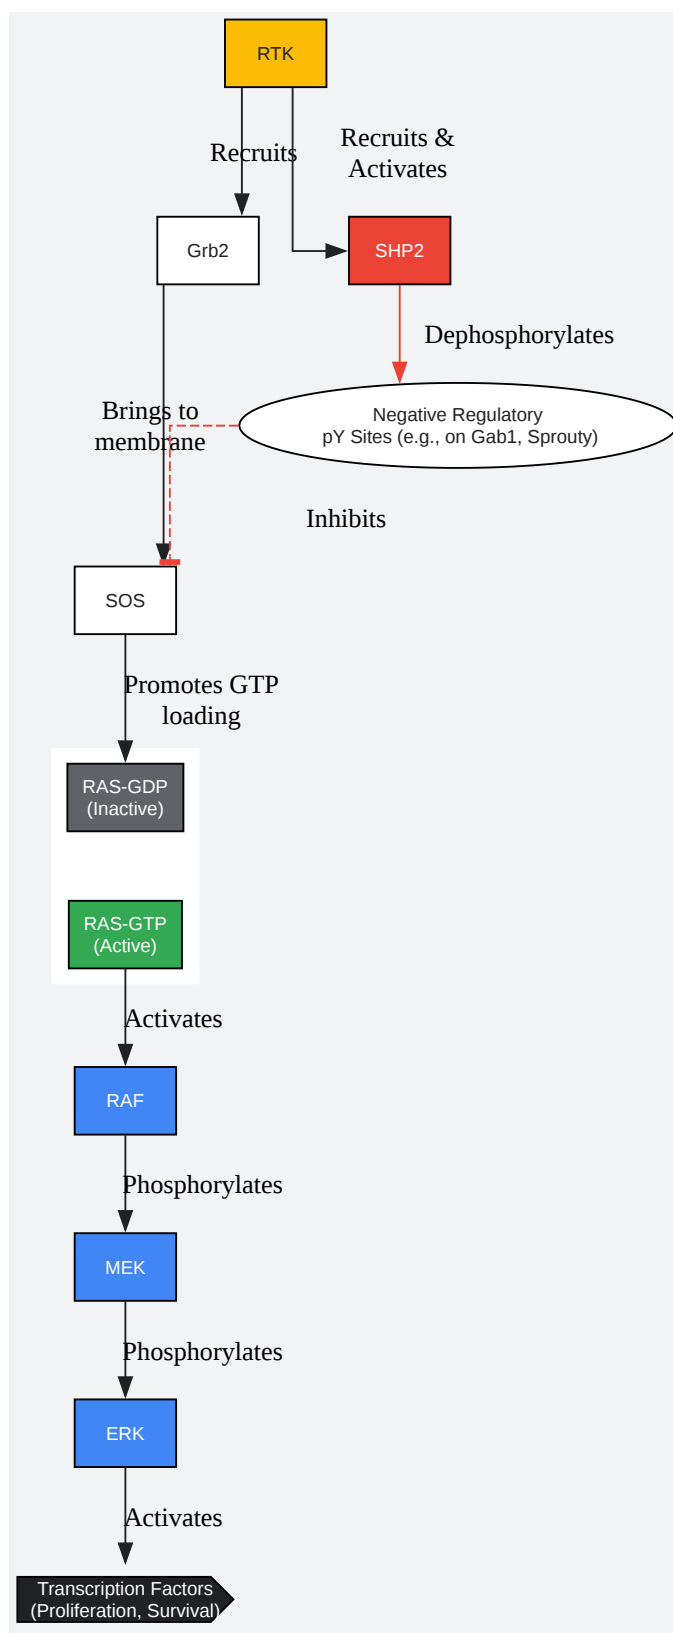 RTK
Recruits
Recruits &
Activates
Grb2
SHP2
Dephosphorylates
Brings to
membrane
Negative Regulatory
pY Sites (e.g., on Gab1, Sprouty)
Inhibits
SOS
Promotes GTP
loading
RAS-GDP
(Inactive)
RAS-GTP
(Active)
Activates
RAF
Phosphorylates
MEK
Phosphorylates
ERK
Activates
Transcription Factors
(Proliferation, Survival)